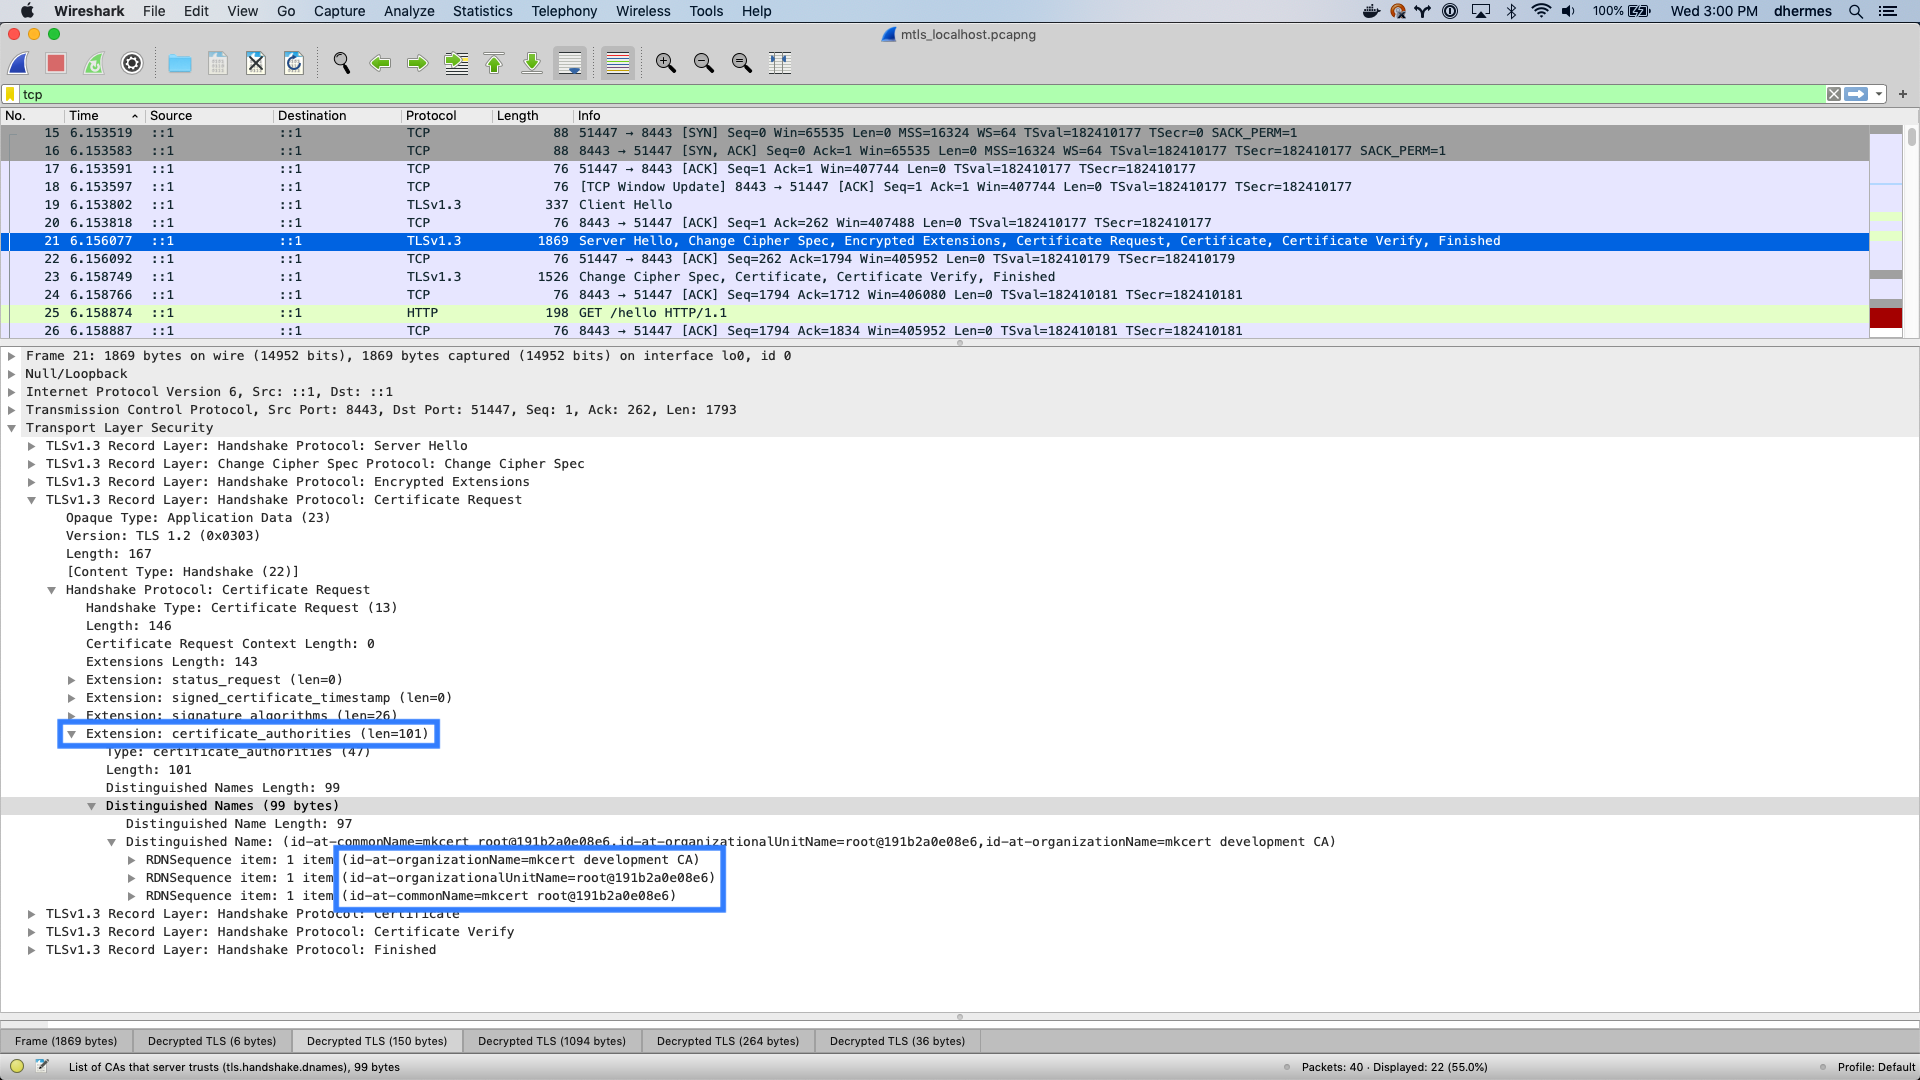 Wireshark File Edit View Go Capture Analyze Statistics Telephony Wireless Tools Help 100% Wed 3:00 PM dhermes
mtls_localhost.pcapng
tcp
No. Time Source Destination Protocol Length Info
15 6.153519 ::1 ::1 TCP 88 51447 → 8443 [SYN] Seq=0 Win=65535 Len=0 MSS=16324 WS=64 TSval=182410177 TSecr=0 SACK_PERM=1
16 6.153583 ::1 ::1 TCP 88 8443 → 51447 [SYN, ACK] Seq=0 Ack=1 Win=65535 Len=0 MSS=16324 WS=64 TSval=182410177 TSecr=182410177 SACK_PERM=1
17 6.153591 ::1 ::1 TCP 76 51447 → 8443 [ACK] Seq=1 Ack=1 Win=407744 Len=0 TSval=182410177 TSecr=182410177
18 6.153597 ::1 ::1 TCP 76 [TCP Window Update] 8443 → 51447 [ACK] Seq=1 Ack=1 Win=407744 Len=0 TSval=182410177 TSecr=182410177
19 6.153802 ::1 ::1 TLSv1.3 337 Client Hello
20 6.153818 ::1 ::1 TCP 76 8443 → 51447 [ACK] Seq=1 Ack=262 Win=407488 Len=0 TSval=182410177 TSecr=182410177
21 6.156077 ::1 ::1 TLSv1.3 1869 Server Hello, Change Cipher Spec, Encrypted Extensions, Certificate Request, Certificate, Certificate Verify, Finished
22 6.156092 ::1 ::1 TCP 76 51447 → 8443 [ACK] Seq=262 Ack=1794 Win=405952 Len=0 TSval=182410179 TSecr=182410179
23 6.158749 ::1 ::1 TLSv1.3 1526 Change Cipher Spec, Certificate, Certificate Verify, Finished
24 6.158766 ::1 ::1 TCP 76 8443 → 51447 [ACK] Seq=1794 Ack=1712 Win=406080 Len=0 TSval=182410181 TSecr=182410181
25 6.158874 ::1 ::1 HTTP 198 GET /hello HTTP/1.1
26 6.158887 ::1 ::1 TCP 76 8443 → 51447 [ACK] Seq=1794 Ack=1834 Win=405952 Len=0 TSval=182410181 TSecr=182410181
Frame 21: 1869 bytes on wire (14952 bits), 1869 bytes captured (14952 bits) on interface lo0, id 0
Null/Loopback
Internet Protocol Version 6, Src: ::1, Dst: ::1
Transmission Control Protocol, Src Port: 8443, Dst Port: 51447, Seq: 1, Ack: 262, Len: 1793
Transport Layer Security
TLSv1.3 Record Layer: Handshake Protocol: Server Hello
TLSv1.3 Record Layer: Change Cipher Spec Protocol: Change Cipher Spec
TLSv1.3 Record Layer: Handshake Protocol: Encrypted Extensions
TLSv1.3 Record Layer: Handshake Protocol: Certificate Request
Opaque Type: Application Data (23)
Version: TLS 1.2 (0x0303)
Length: 167
[Content Type: Handshake (22)]
Handshake Protocol: Certificate Request
Handshake Type: Certificate Request (13)
Length: 146
Certificate Request Context Length: 0
Extensions Length: 143
Extension: status_request (len=0)
Extension: signed_certificate_timestamp (len=0)
Extension: signature_algorithms (len=26)
Extension: certificate_authorities (len=101)
Type: certificate_authorities (47)
Length: 101
Distinguished Names Length: 99
Distinguished Names (99 bytes)
Distinguished Name Length: 97
Distinguished Name: (id-at-commonName=mkcert root@191b2a0e08e6,id-at-organizationalUnitName=root@191b2a0e08e6,id-at-organizationName=mkcert development CA)
RDNSequence item: 1 item (id-at-organizationName=mkcert development CA)
RDNSequence item: 1 item (id-at-organizationalUnitName=root@191b2a0e08e6)
RDNSequence item: 1 item (id-at-commonName=mkcert root@191b2a0e08e6)
TLSv1.3 Record Layer: Handshake Protocol: Certificate
TLSv1.3 Record Layer: Handshake Protocol: Certificate Verify
TLSv1.3 Record Layer: Handshake Protocol: Finished
Frame (1869 bytes) Decrypted TLS (6 bytes) Decrypted TLS (150 bytes) Decrypted TLS (1094 bytes) Decrypted TLS (264 bytes) Decrypted TLS (36 bytes)
List of CAs that server trusts (tls.handshake.dnames), 99 bytes Packets: 40 · Displayed: 22 (55.0%) Profile: Default